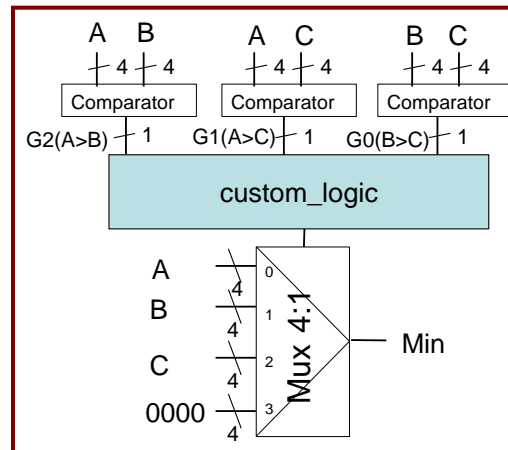 A B A C B C
4 4 4 4 4 4
Comparator Comparator Comparator
G2(A>B) 1 G1(A>C) 1 G0(B>C) 1
custom_logic
A 4 0
B 4 1
C 4 2
0000 4 3
Mux 4:1
Min